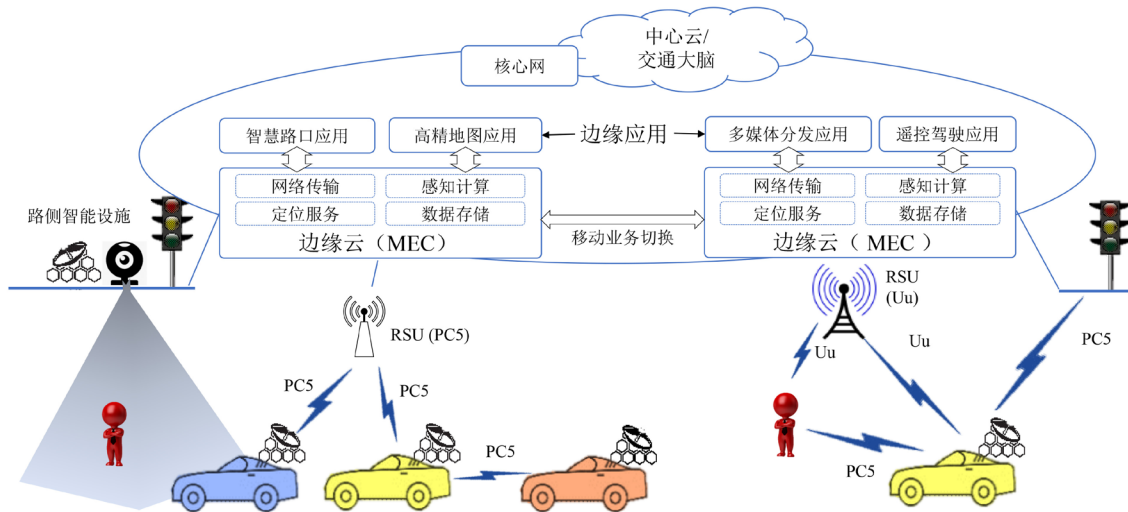 中心云/
交通大脑
核心网
智慧路口应用
高精地图应用
边缘应用
多媒体分发应用
遥控驾驶应用
网络传输
感知计算
定位服务
数据存储
边缘云（MEC）
移动业务切换
网络传输
感知计算
定位服务
数据存储
边缘云（ MEC ）
路侧智能设施
RSU (PC5)
RSU
(Uu)
PC5
PC5
PC5
Uu
Uu
PC5
PC5